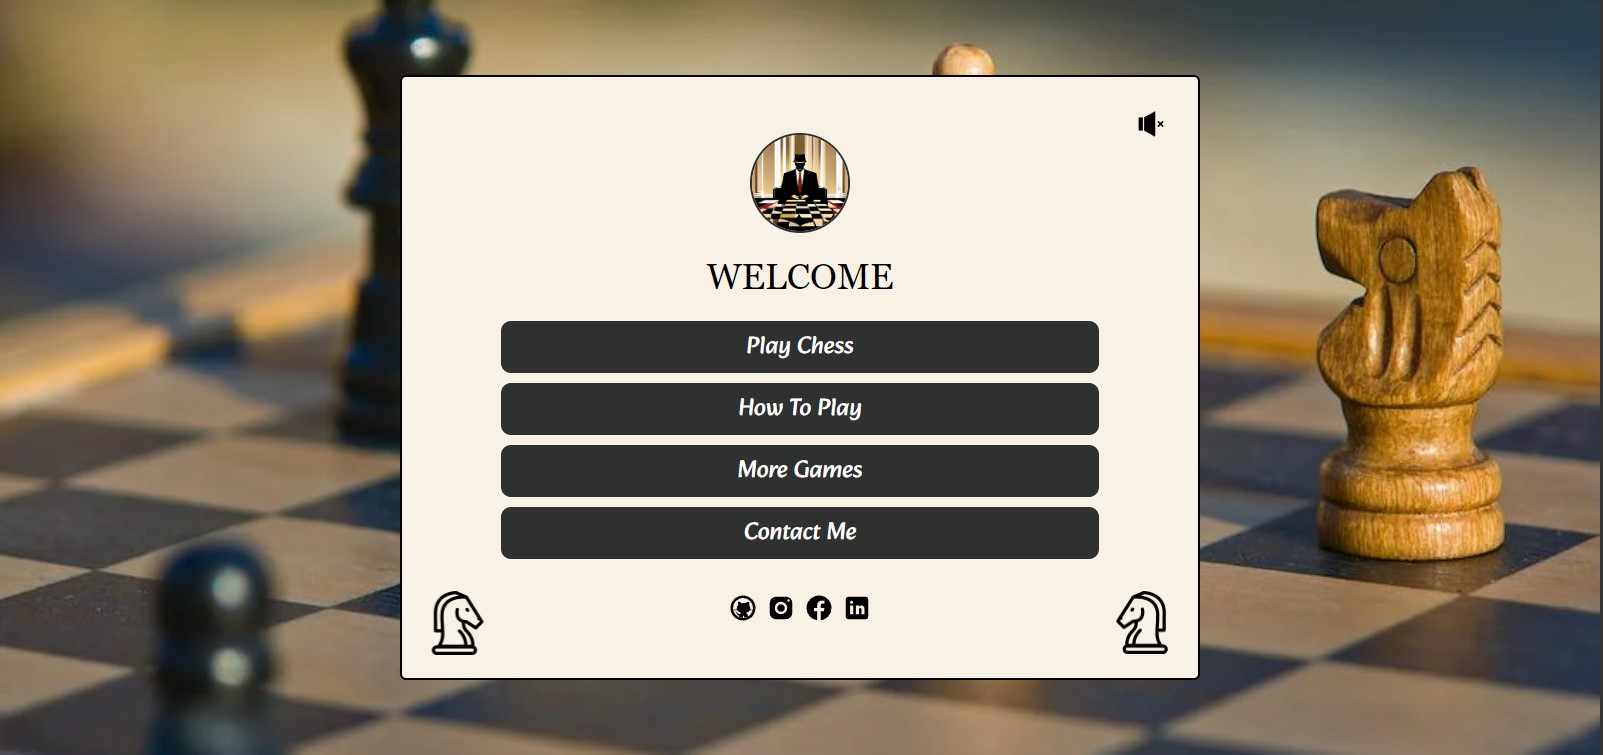 WELCOME
Play Chess
How To Play
More Games
Contact Me